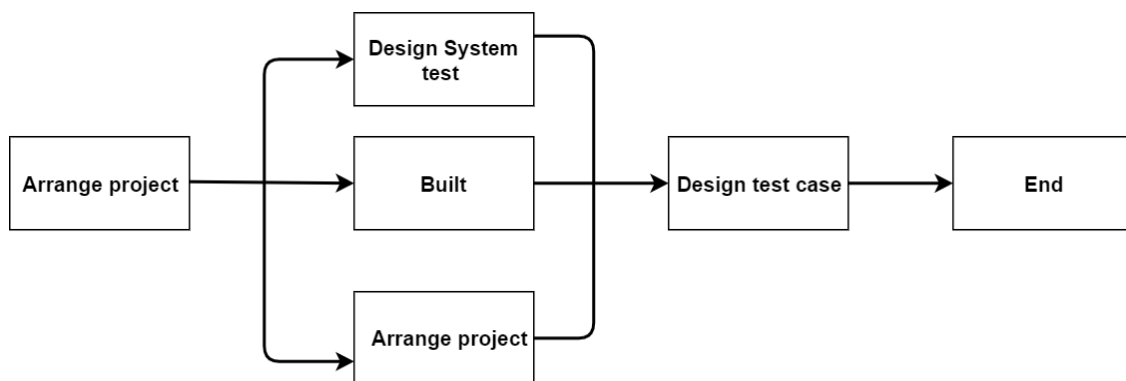 Arrange project
Design System
test
Built
Arrange project
Design test case
End